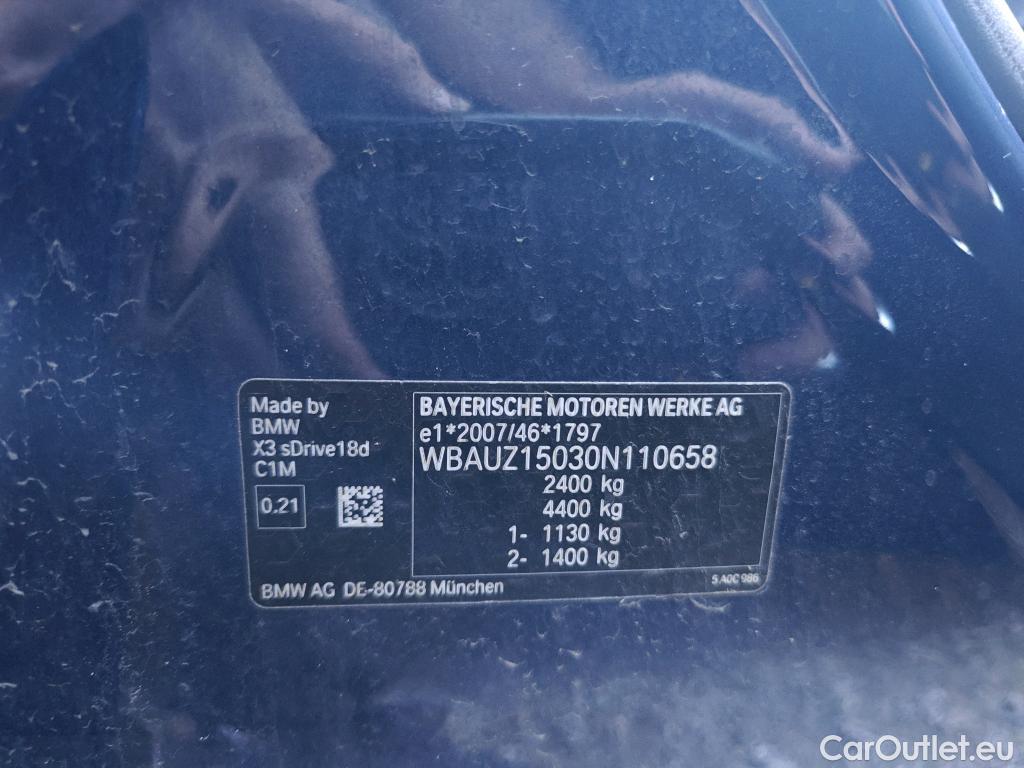 Made by
BMW
X3 sDrive18d
C1M
0.21
BAYERISCHE MOTOREN WERKE AG
e1*2007/46*1797
WBAUZ15030N110658
2400 kg
4400 kg
1- 1130 kg
2- 1400 kg
BMW AG DE-80788 München
5.A0C 986
CarOutlet.eu